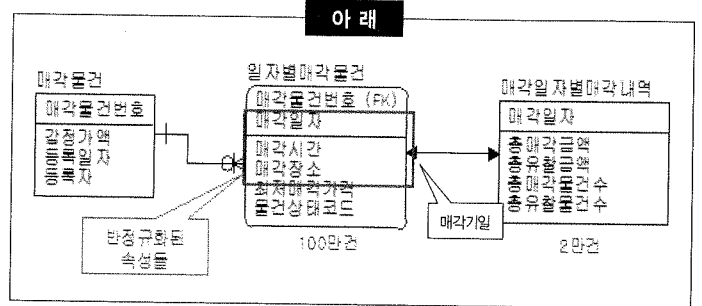 아 래
매각물건
매각물건번호
감정가액
등록일자
등록자
일자별매각물건
매각물건번호 (FK)
매각일자
매각시간
매각장소
최저매각가격
물건상태코드
100만건
매각일자별매각내역
매각일자
총매각금액
총유찰금액
총매각물건수
총유찰물건수
2만건
반정규화된
속성들
매각기일